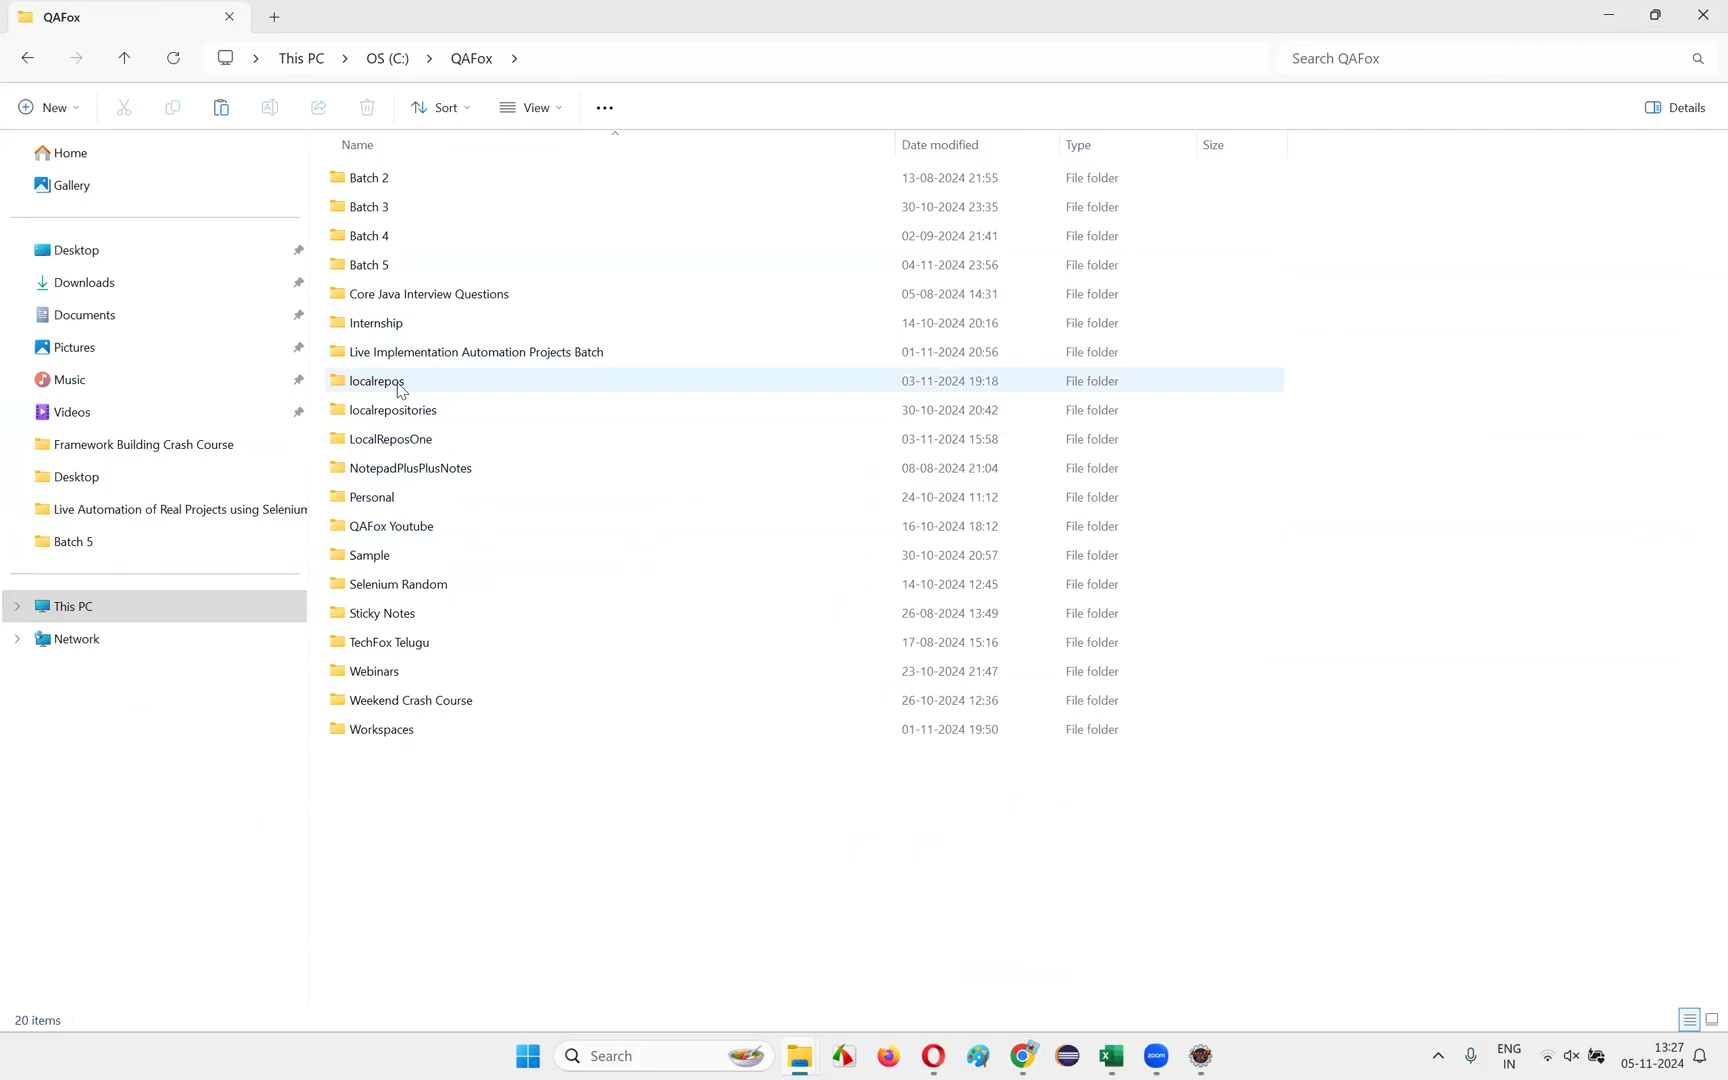 QAFox
This PC > OS (C:) > QAFox >
Search QAFox
New
Sort
View
Details
Name Date modified Type Size
Home
Gallery
Desktop
Downloads
Documents
Pictures
Music
Videos
Framework Building Crash Course
Desktop
Live Automation of Real Projects using Selenium
Batch 5
This PC
Network
Batch 2 13-08-2024 21:55 File folder
Batch 3 30-10-2024 23:35 File folder
Batch 4 02-09-2024 21:41 File folder
Batch 5 04-11-2024 23:56 File folder
Core Java Interview Questions 05-08-2024 14:31 File folder
Internship 14-10-2024 20:16 File folder
Live Implementation Automation Projects Batch 01-11-2024 20:56 File folder
localrepos 03-11-2024 19:18 File folder
localrepositories 30-10-2024 20:42 File folder
LocalReposOne 03-11-2024 15:58 File folder
NotepadPlusPlusNotes 08-08-2024 21:04 File folder
Personal 24-10-2024 11:12 File folder
QAFox Youtube 16-10-2024 18:12 File folder
Sample 30-10-2024 20:57 File folder
Selenium Random 14-10-2024 12:45 File folder
Sticky Notes 26-08-2024 13:49 File folder
TechFox Telugu 17-08-2024 15:16 File folder
Webinars 23-10-2024 21:47 File folder
Weekend Crash Course 26-10-2024 12:36 File folder
Workspaces 01-11-2024 19:50 File folder
20 items
Search
zoom
ENG
IN
13:27
05-11-2024